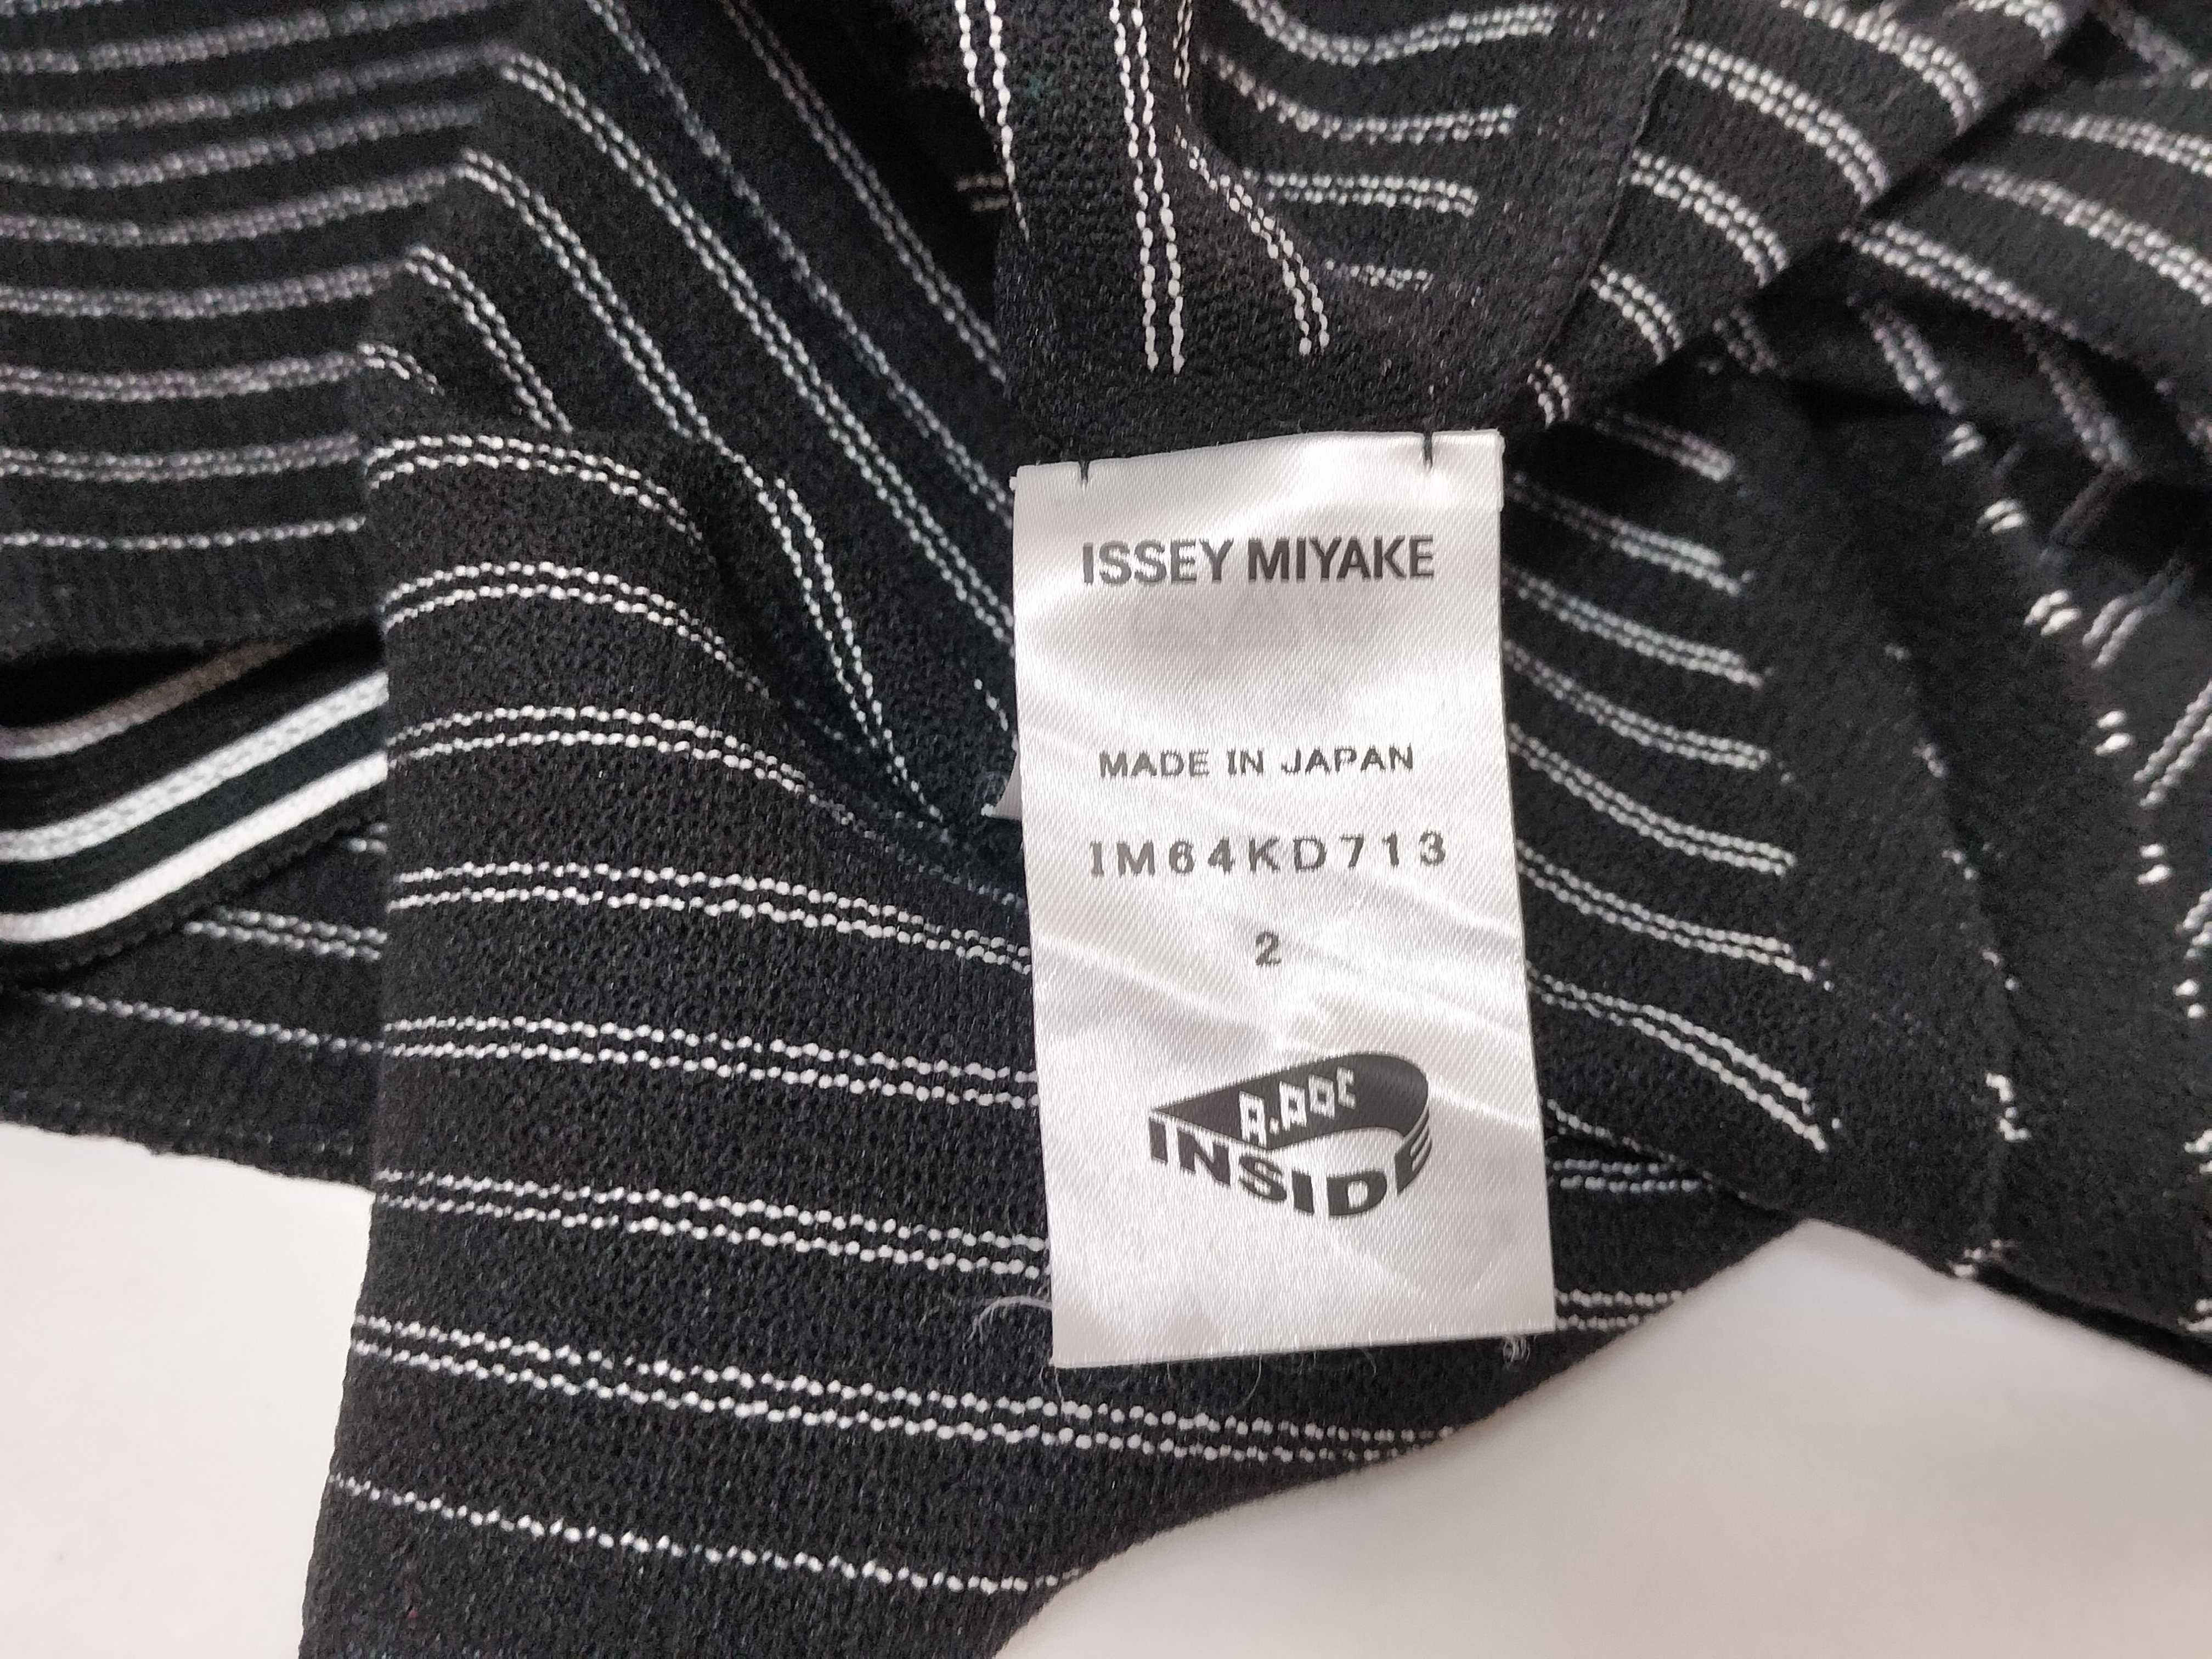 ISSEY MIYAKE
MADE IN JAPAN
IM64KD713
2
A.POC
INSIDE